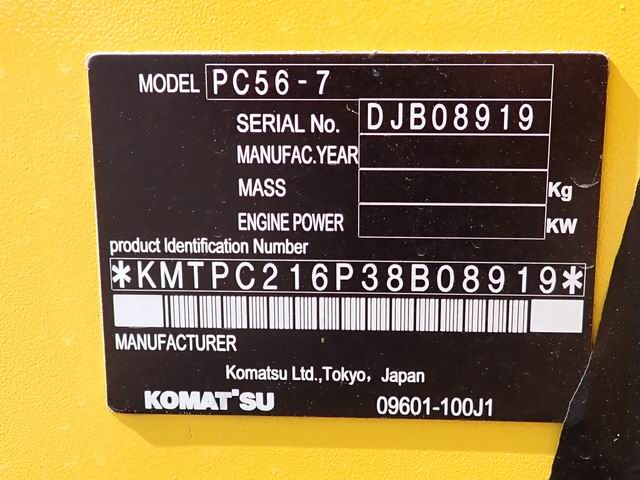 MODEL PC56-7
SERIAL No. DJB08919
MANUFAC.YEAR
MASS Kg
ENGINE POWER KW
product Identification Number
*KMTPC216P38B08919*
MANUFACTURER
Komatsu Ltd.,Tokyo, Japan
KOMATSU 09601-100J1